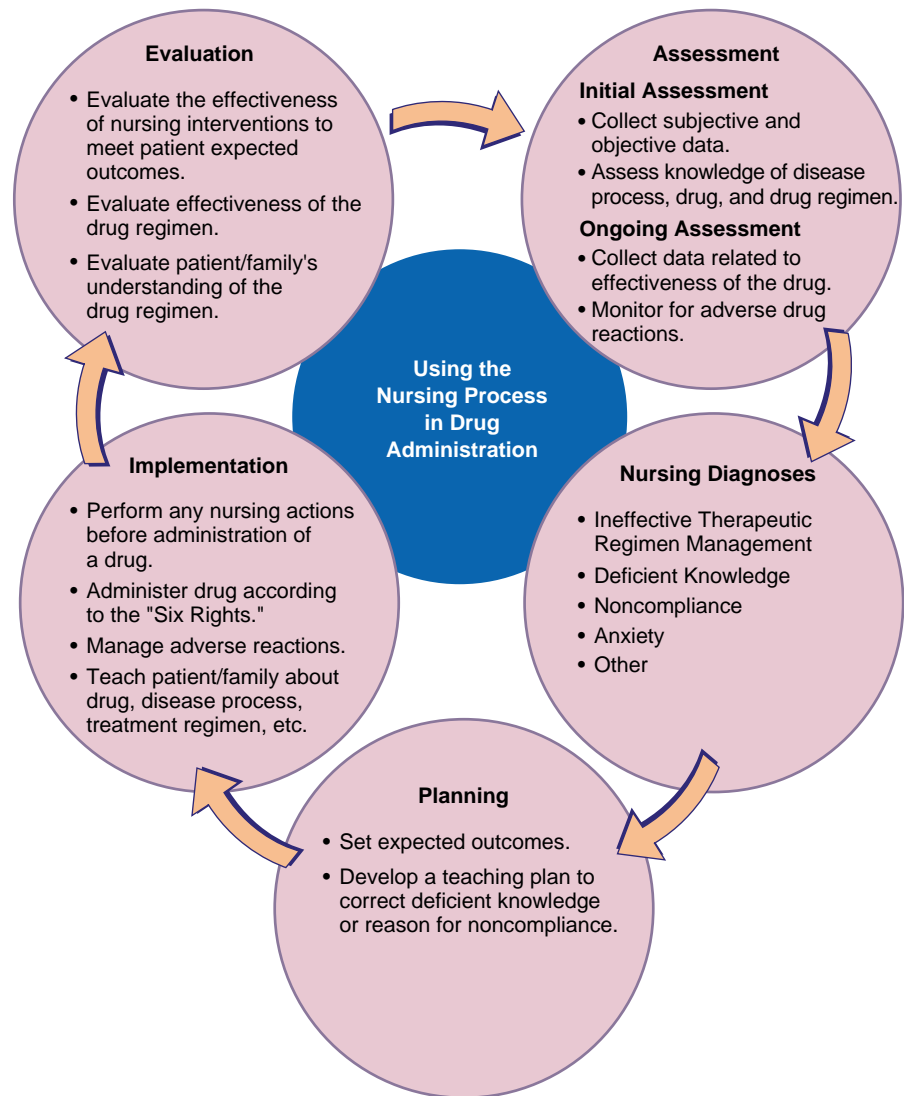 Evaluation
• Evaluate the effectiveness
of nursing interventions to
meet patient expected
outcomes.
• Evaluate effectiveness of the
drug regimen.
• Evaluate patient/family's
understanding of the
drug regimen.
Assessment
Initial Assessment
• Collect subjective and
objective data.
• Assess knowledge of disease
process, drug, and drug regimen.
Ongoing Assessment
• Collect data related to
effectiveness of the drug.
• Monitor for adverse drug
reactions.
Using the
Nursing Process
in Drug
Administration
Implementation
• Perform any nursing actions
before administration of
a drug.
• Administer drug according
to the "Six Rights."
• Manage adverse reactions.
• Teach patient/family about
drug, disease process,
treatment regimen, etc.
Nursing Diagnoses
• Ineffective Therapeutic
Regimen Management
• Deficient Knowledge
• Noncompliance
• Anxiety
• Other
Planning
• Set expected outcomes.
• Develop a teaching plan to
correct deficient knowledge
or reason for noncompliance.